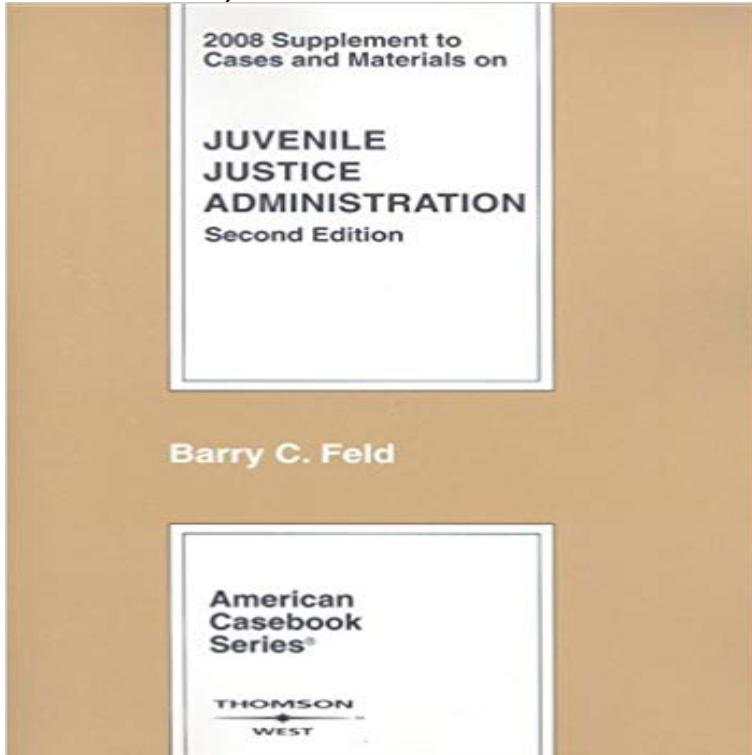 2008 Supplement to
Cases and Materials on
JUVENILE
JUSTICE
ADMINISTRATION
Second Edition
Barry C. Feld
American
Casebook
Series®
THOMSON
WEST